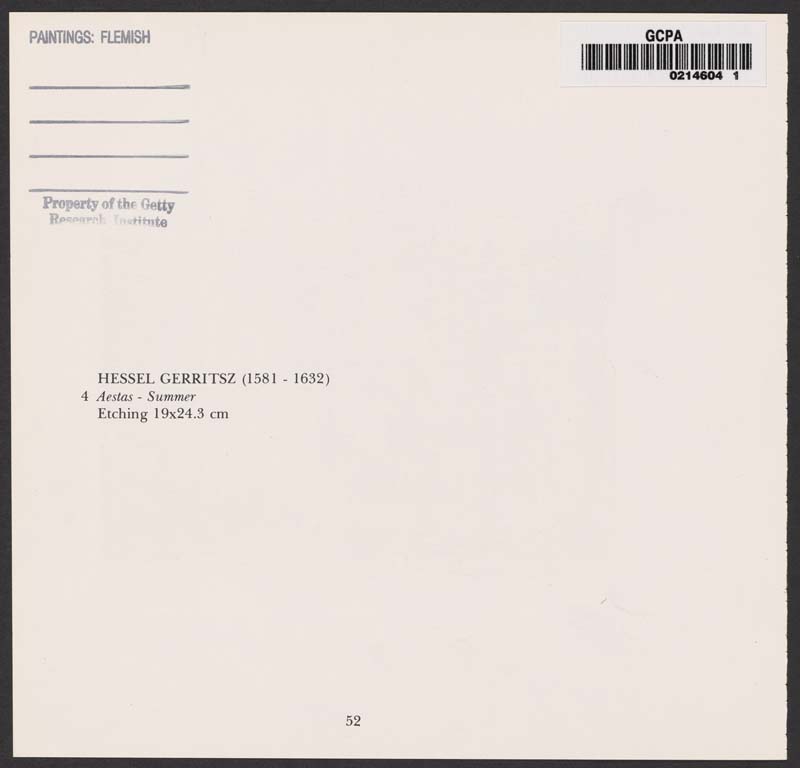 PAINTINGS: FLEMISH
GCPA
0214604 1
Property of the Getty
Research Institute
HESSEL GERRITSZ (1581 - 1632)
4 Aestas - Summer
Etching 19x24.3 cm
52